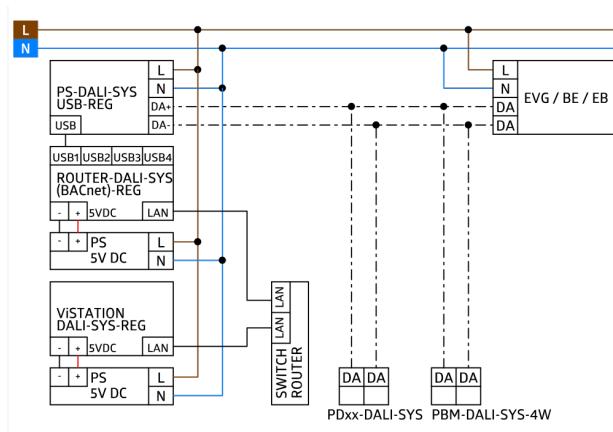 L
N
PS-DALI-SYS
USB-REG
L
N
DA+
DA-
USB
USB1 USB2 USB3 USB4
ROUTER-DALI-SYS
(BACnet)-REG
- + 5VDC LAN
- + PS
5V DC
L
N
ViSTATION
DALI-SYS-REG
- + 5VDC LAN
- + PS
5V DC
L
N
LAN
LAN
SWITCH
ROUTER
L
N
DA
DA
EVG / BE / EB
DA DA
PDxx-DALI-SYS
DA DA
PBM-DALI-SYS-4W